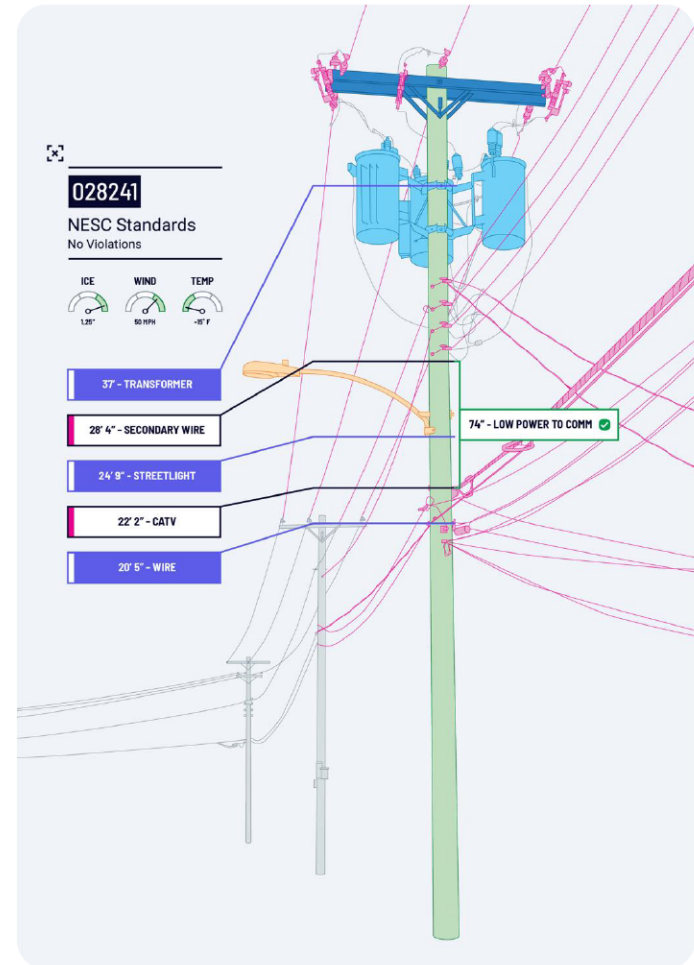 028241
NESC Standards
No Violations
ICE WIND TEMP
1.25" 50 MPH -15° F
37' - TRANSFORMER
28' 4" - SECONDARY WIRE
74" - LOW POWER TO COMM
24' 9" - STREETLIGHT
22' 2" - CATV
20' 5" - WIRE